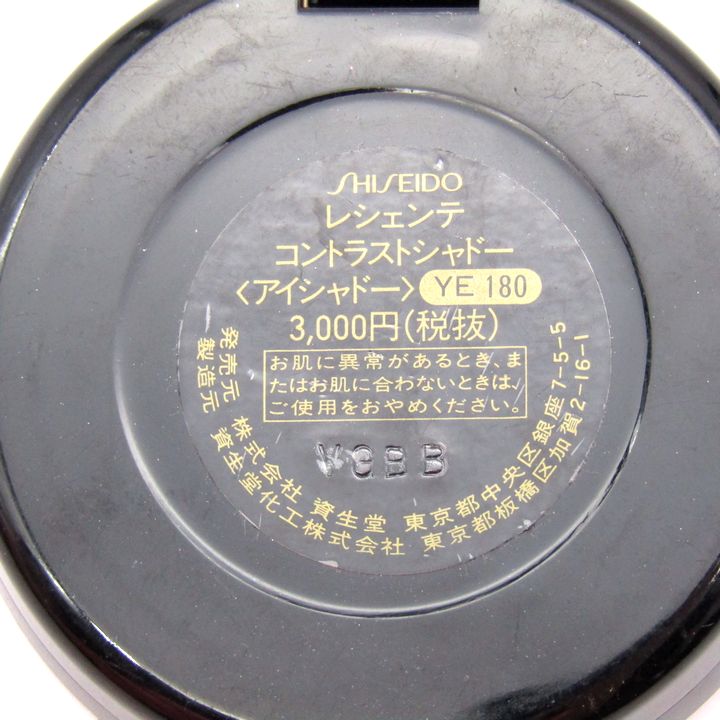 SHISEIDO
レシェンテ
コントラストシャドー
〈アイシャドー〉 YE 180
3,000円(税抜)
お肌に異常があるとき、ま
たはお肌に合わないときは、
ご使用をおやめください。
VGBB
発売元 株式会社 資生堂 東京都中央区銀座7-5-5
製造元 資生堂化工株式会社 東京都板橋区加賀2-16-1